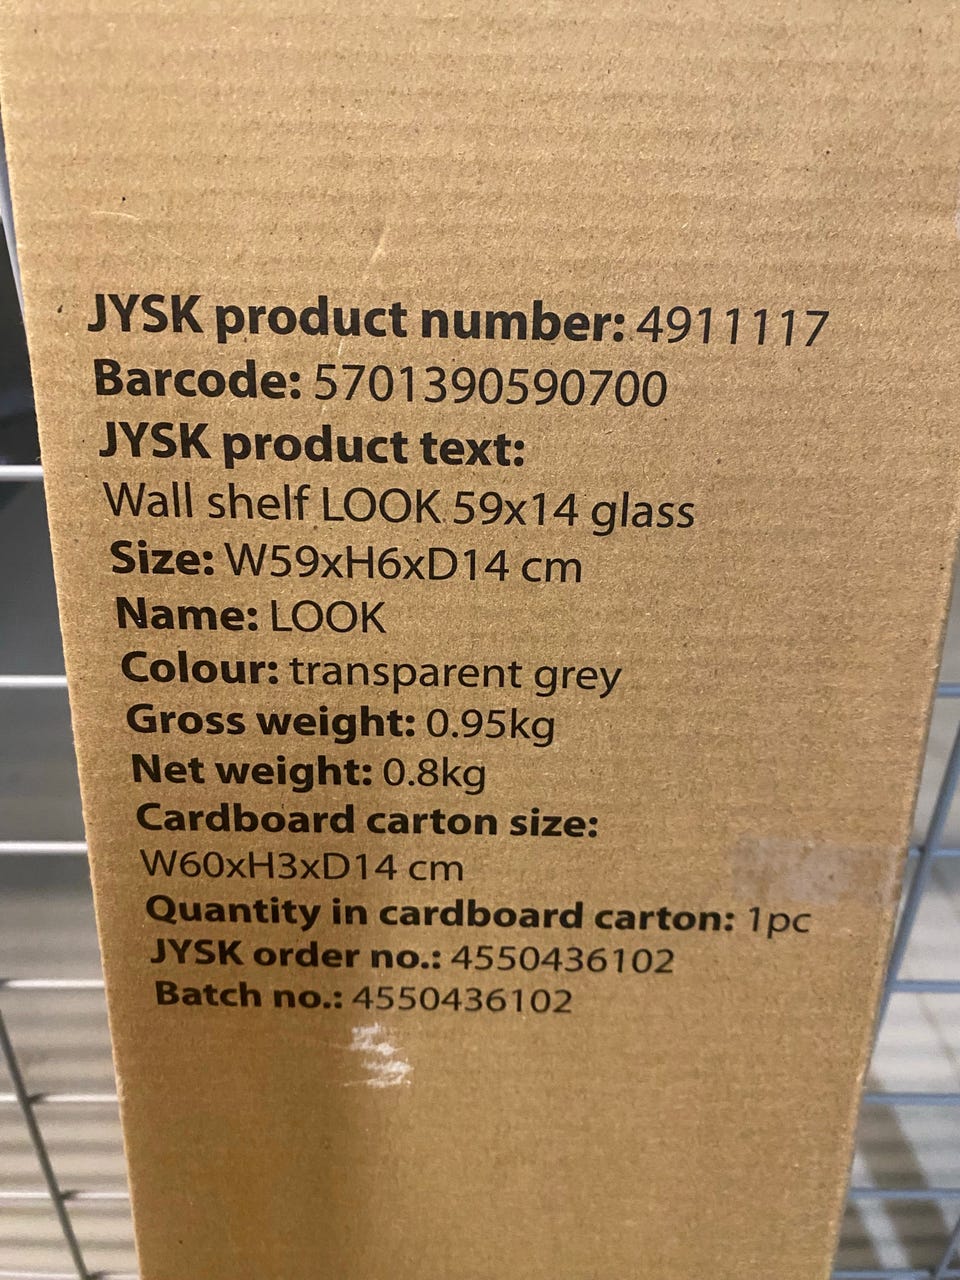 JYSK product number: 4911117
Barcode: 5701390590700
JYSK product text:
Wall shelf LOOK 59x14 glass
Size: W59xH6xD14 cm
Name: LOOK
Colour: transparent grey
Gross weight: 0.95kg
Net weight: 0.8kg
Cardboard carton size:
W60xH3xD14 cm
Quantity in cardboard carton: 1pc
JYSK order no.: 4550436102
Batch no.: 4550436102